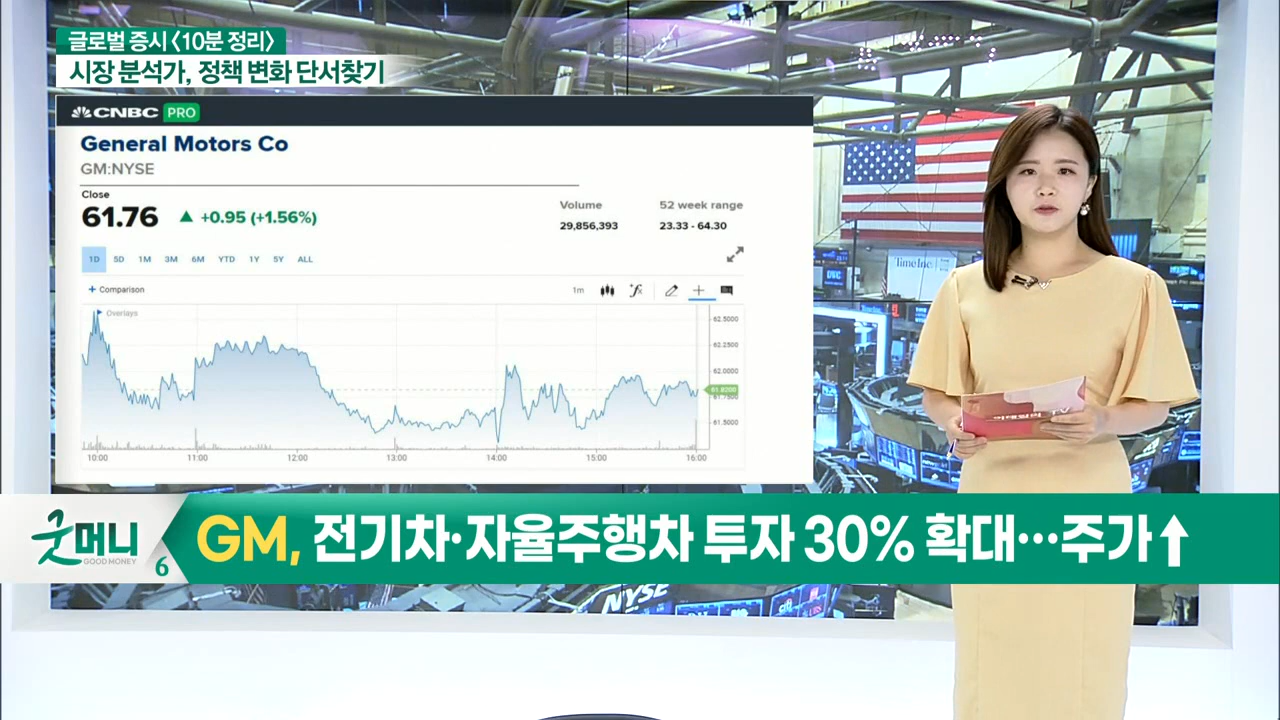 글로벌 증시 <10분 정리>
시장 분석가, 정책 변화 단서찾기
CNBC PRO
General Motors Co
GM:NYSE
Close
61.76 ▲ +0.95 (+1.56%)
Volume
29,856,393
52 week range
23.33 - 64.30
1D 5D 1M 3M 6M YTD 1Y 5Y ALL
+ Comparison
1m
Overlays
62.5000
62.2500
62.0000
61.8200
61.7500
61.5000
10:00 11:00 12:00 13:00 14:00 15:00 16:00
TimeInc.
굿머니
GOOD MONEY
6
GM, 전기차·자율주행차 투자 30% 확대…주가↑
NYSE